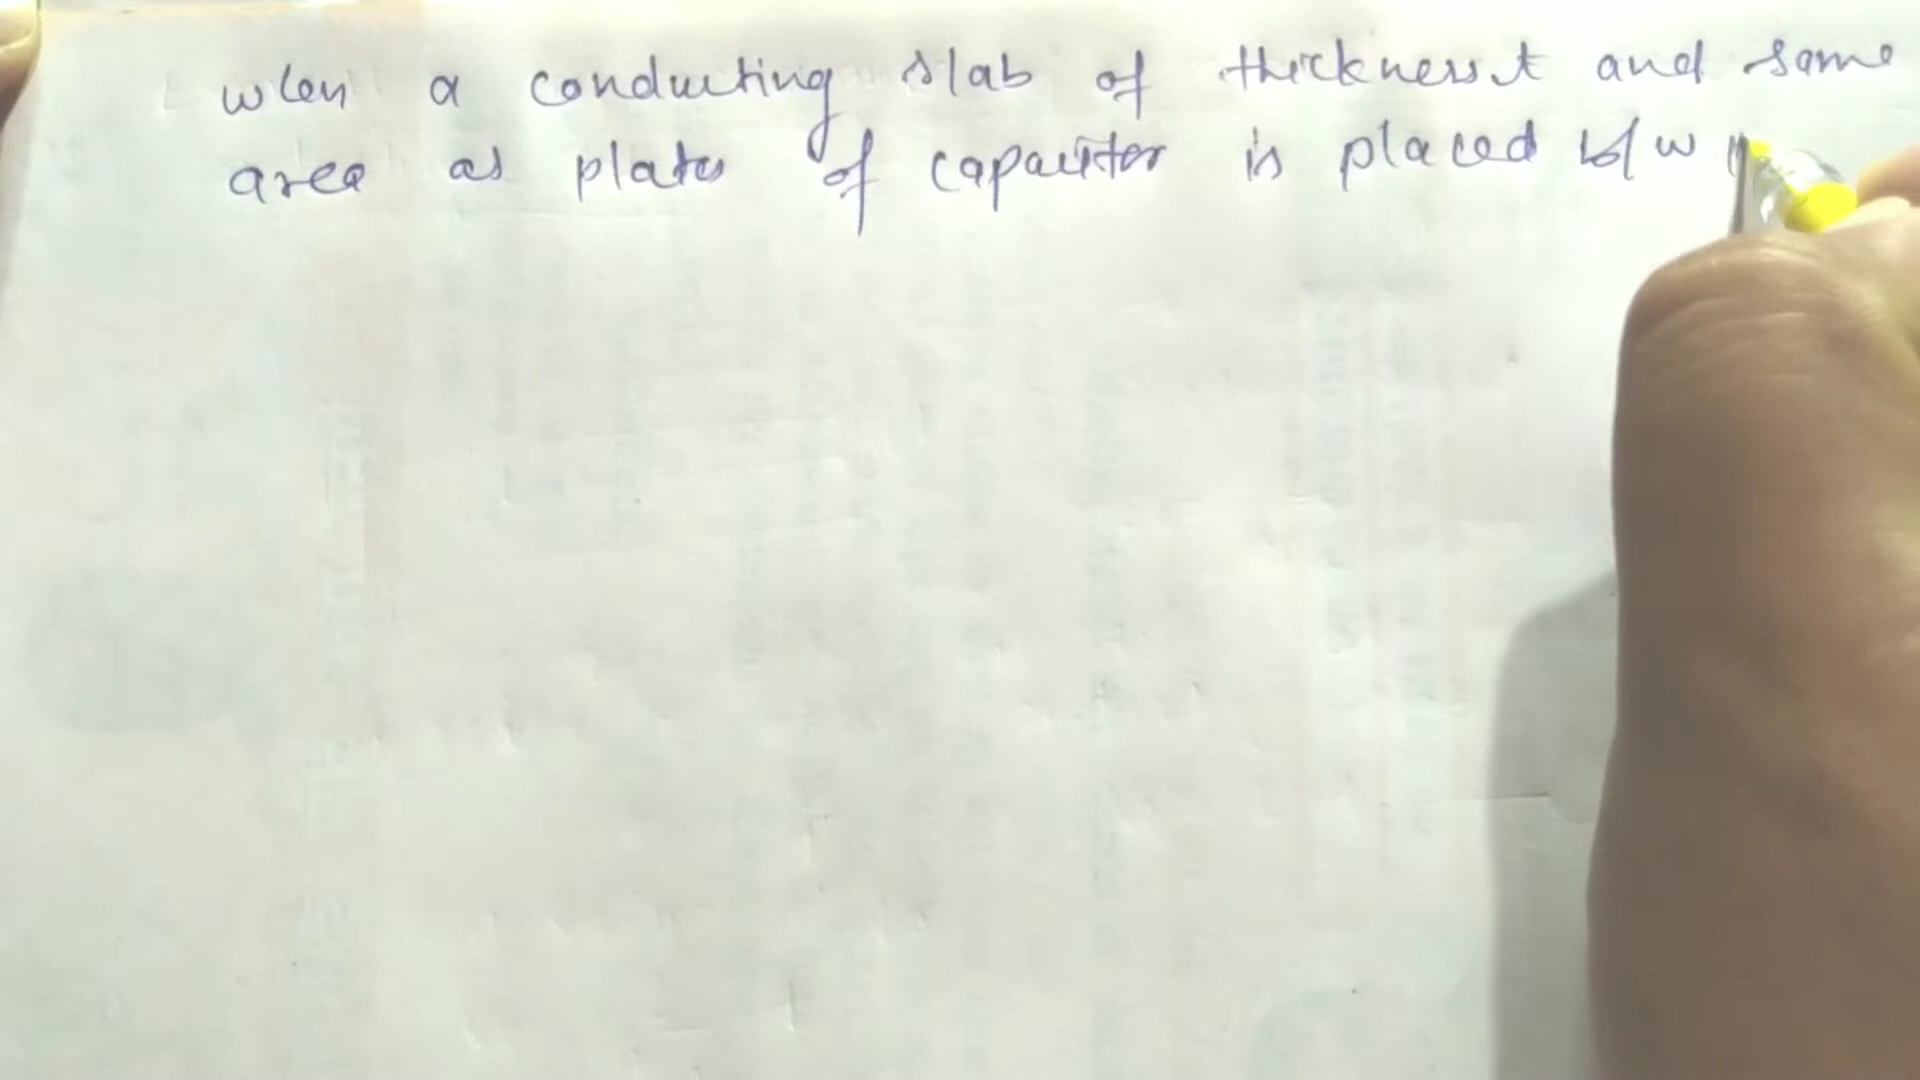 when a conducting slab of thickness t and same
area as plates of capacitor is placed b/w